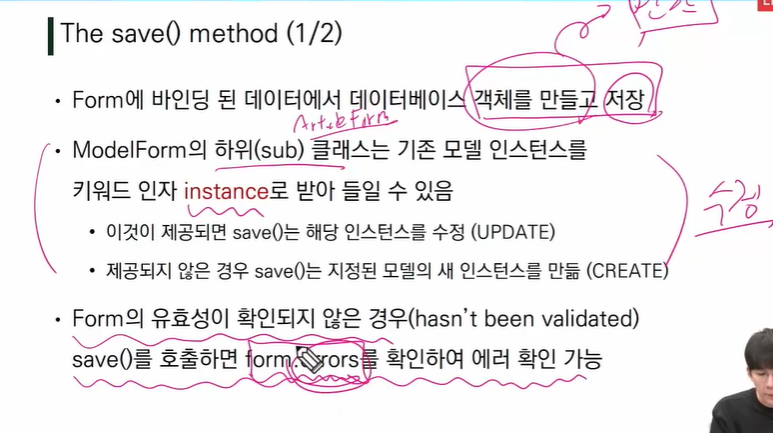 The save() method (1/2)
• Form에 바인딩 된 데이터에서 데이터베이스 객체를 만들고 저장
ArticleForm
• ModelForm의 하위(sub) 클래스는 기존 모델 인스턴스를
키워드 인자 instance로 받아 들일 수 있음
수정
• 이것이 제공되면 save()는 해당 인스턴스를 수정 (UPDATE)
• 제공되지 않은 경우 save()는 지정된 모델의 새 인스턴스를 만듦 (CREATE)
• Form의 유효성이 확인되지 않은 경우(hasn't been validated)
save()를 호출하면 form.errors를 확인하여 에러 확인 가능